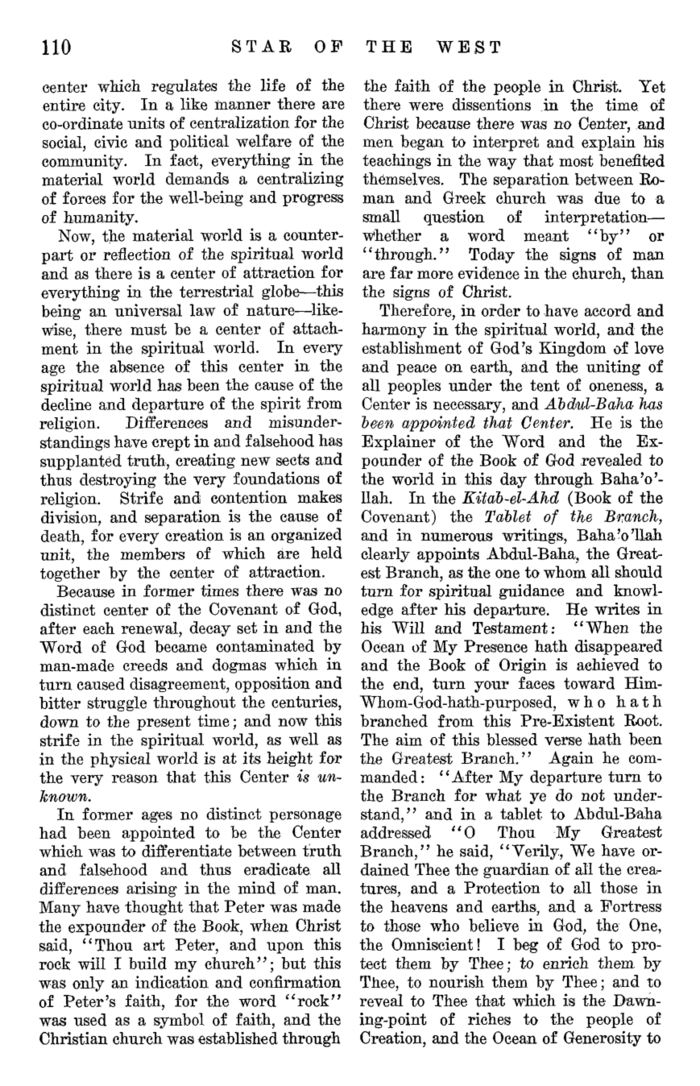 110 STAR OF THE WEST
center which regulates the life of the
entire city. In a like manner there are
co-ordinate units of centralization for the
social, civic and political welfare of the
community. In fact, everything in the
material world demands a centralizing
of forces for the well-being and progress
of humanity.
Now, the material world is a counter-
part or reflection of the spiritual world
and as there is a center of attraction for
everything in the terrestrial globe—this
being an universal law of nature—like-
wise, there must be a center of attach-
ment in the spiritual world. In every
age the absence of this center in the
spiritual world has been the cause of the
decline and departure of the spirit from
religion. Differences and misunder-
standings have crept in and falsehood has
supplanted truth, creating new sects and
thus destroying the very foundations of
religion. Strife and contention makes
division, and separation is the cause of
death, for every creation is an organized
unit, the members of which are held
together by the center of attraction.
Because in former times there was no
distinct center of the Covenant of God,
after each renewal, decay set in and the
Word of God became contaminated by
man-made creeds and dogmas which in
turn caused disagreement, opposition and
bitter struggle throughout the centuries,
down to the present time; and now this
strife in the spiritual world, as well as
in the physical world is at its height for
the very reason that this Center is un-
known.
In former ages no distinct personage
had been appointed to be the Center
which was to differentiate between truth
and falsehood and thus eradicate all
differences arising in the mind of man.
Many have thought that Peter was made
the expounder of the Book, when Christ
said, "Thou art Peter, and upon this
rock will I build my church"; but this
was only an indication and confirmation
of Peter's faith, for the word "rock"
was used as a symbol of faith, and the
Christian church was established through
the faith of the people in Christ. Yet
there were dissentions in the time of
Christ because there was no Center, and
men began to interpret and explain his
teachings in the way that most benefited
themselves. The separation between Ro-
man and Greek church was due to a
small question of interpretation—
whether a word meant "by" or
"through." Today the signs of man
are far more evidence in the church, than
the signs of Christ.
Therefore, in order to have accord and
harmony in the spiritual world, and the
establishment of God's Kingdom of love
and peace on earth, and the uniting of
all peoples under the tent of oneness, a
Center is necessary, and Abdul-Baha has
been appointed that Center. He is the
Explainer of the Word and the Ex-
pounder of the Book of God revealed to
the world in this day through Baha'o'-
llah. In the Kitab-el-Ahd (Book of the
Covenant) the Tablet of the Branch,
and in numerous writings, Baha'o'llah
clearly appoints Abdul-Baha, the Great-
est Branch, as the one to whom all should
turn for spiritual guidance and knowl-
edge after his departure. He writes in
his Will and Testament: "When the
Ocean of My Presence hath disappeared
and the Book of Origin is achieved to
the end, turn your faces toward Him-
Whom-God-hath-purposed, who hath
branched from this Pre-Existent Root.
The aim of this blessed verse hath been
the Greatest Branch." Again he com-
manded: "After My departure turn to
the Branch for what ye do not under-
stand," and in a tablet to Abdul-Baha
addressed "O Thou My Greatest
Branch," he said, "Verily, We have or-
dained Thee the guardian of all the crea-
tures, and a Protection to all those in
the heavens and earths, and a Fortress
to those who believe in God, the One,
the Omniscient! I beg of God to pro-
tect them by Thee; to enrich them by
Thee, to nourish them by Thee; and to
reveal to Thee that which is the Dawn-
ing-point of riches to the people of
Creation, and the Ocean of Generosity to